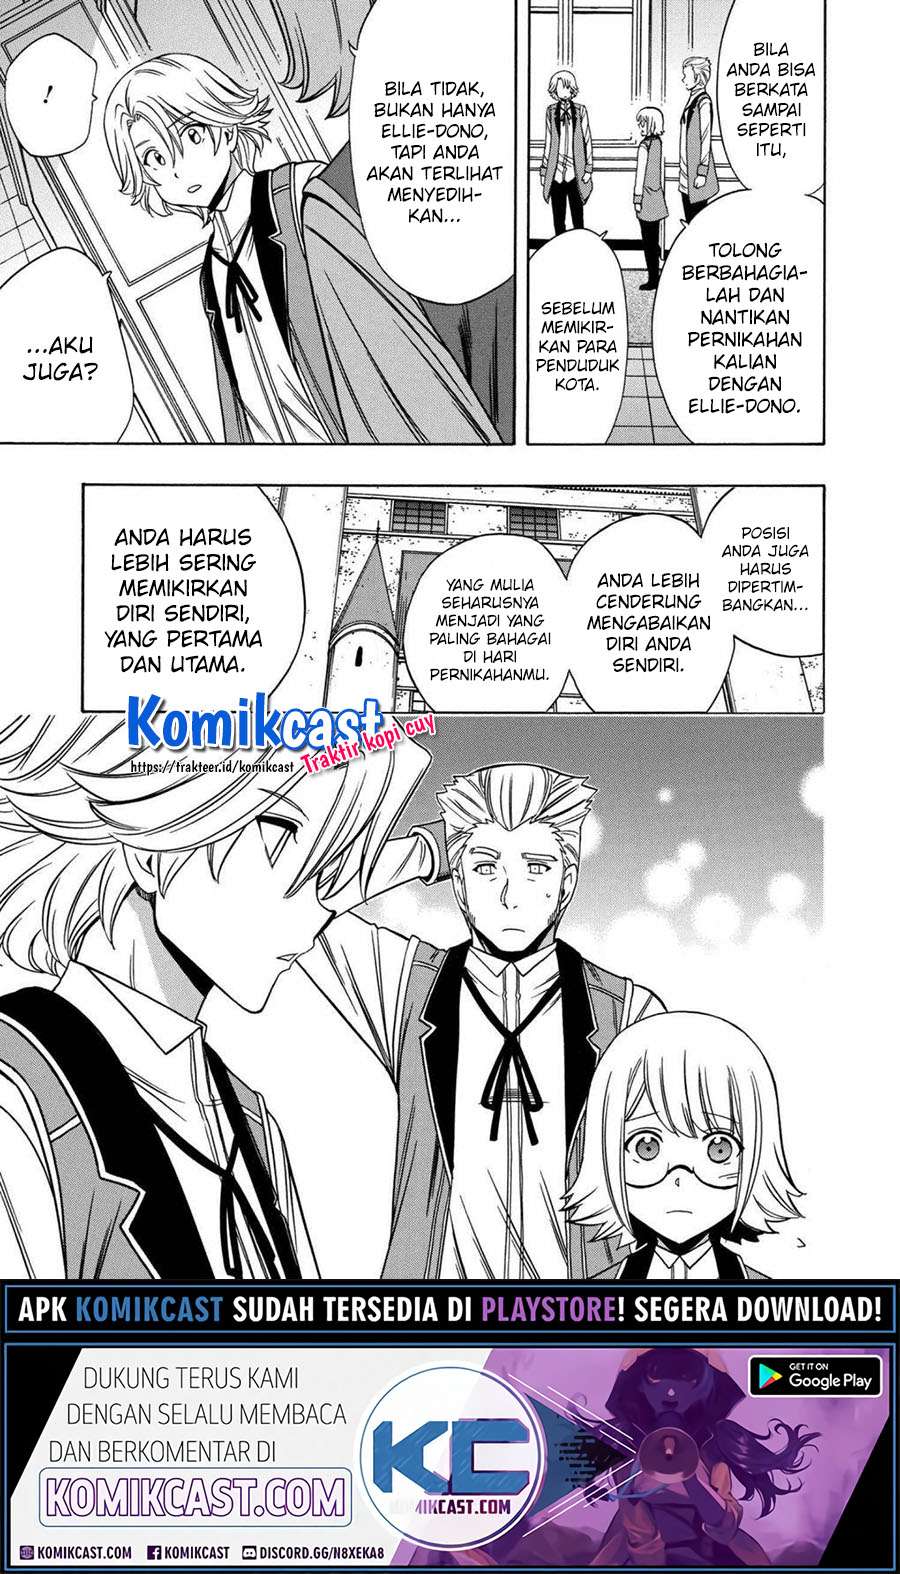 BILA
ANDA BISA
BERKATA
SAMPAI
SEPERTI
ITU,
TOLONG
BERBAHAGIA-
LAH DAN
NANTIKAN
PERNIKAHAN
KALIAN
DENGAN
ELLIE-DONO.
SEBELUM
MEMIKIR-
KAN PARA
PENDUDUK
KOTA.
BILA TIDAK,
BUKAN HANYA
ELLIE-DONO,
TAPI ANDA
AKAN TERLIHAT
MENYEDIH-
KAN...
!
...AKU
JUGA?
POSISI
ANDA JUGA
HARUS
DIPERTIM-
BANGKAN...
ANDA LEBIH
CENDERUNG
MENGABAIKAN
DIRI ANDA
SENDIRI.
YANG MULIA
SEHARUSNYA
MENJADI YANG
PALING BAHAGAI
DI HARI
PERNIKAHANMU.
ANDA HARUS
LEBIH SERING
MEMIKIRKAN
DIRI SENDIRI,
YANG PERTAMA
DAN UTAMA.
Komikcast
Traktir kopi cuy
https://trakteer.id/komikcast
APK KOMIKCAST SUDAH TERSEDIA DI PLAYSTORE! SEGERA DOWNLOAD!
DUKUNG TERUS KAMI
DENGAN SELALU MEMBACA
DAN BERKOMENTAR DI
KOMIKCAST.COM
KOMIKCAST.COM
KOMIKCAST
DISCORD.GG/N8XEKA8
KC
KOMIKCAST.COM
GET IT ON
Google Play